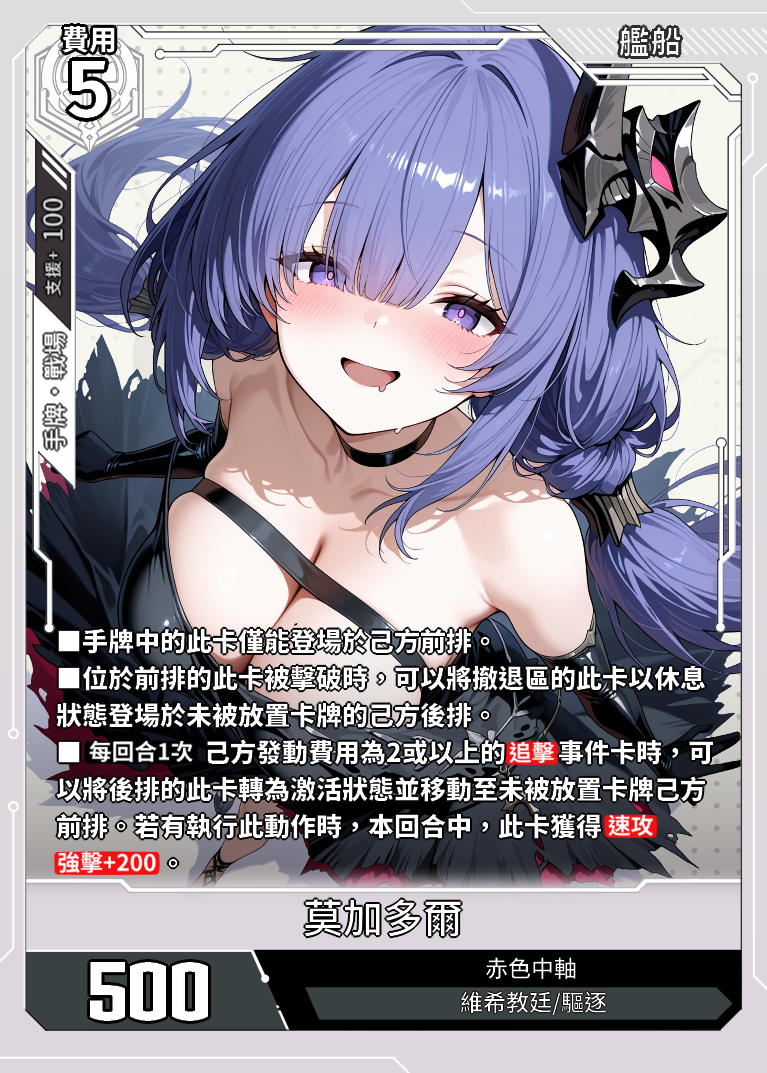 費用
5
艦船
支援+ 100
手牌・戰場
■手牌中的此卡僅能登場於己方前排。
■位於前排的此卡被擊破時，可以將撤退區的此卡以休息
狀態登場於未被放置卡牌的己方後排。
■ 每回合1次 己方發動費用為2或以上的追擊事件卡時，可
以將後排的此卡轉為激活狀態並移動至未被放置卡牌己方
前排。若有執行此動作時，本回合中，此卡獲得 速攻
強擊+200 。
莫加多爾
500
赤色中軸
維希教廷/驅逐